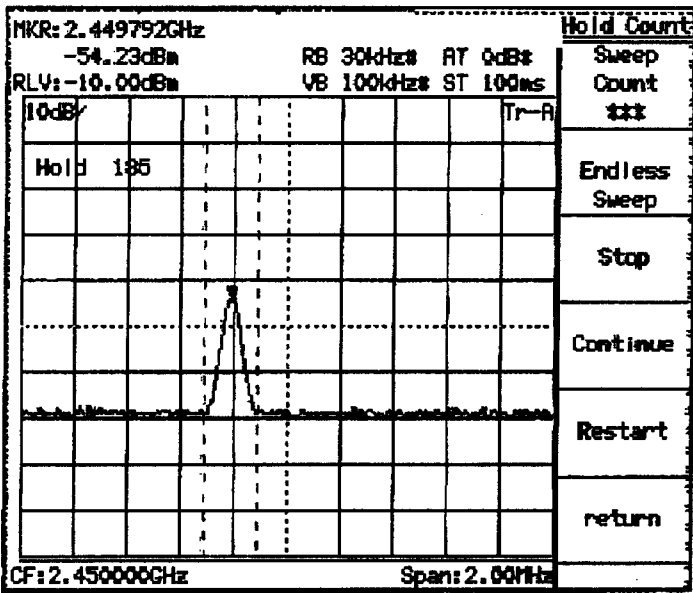 MKR:2.449792GHz
-54.23dBm
RLV:-10.00dBm
RB 30kHz# AT 0dB#
VB 100kHz# ST 100ms
10dB/
Tr-A
Hold 185
CF:2.450000GHz
Span:2.00MHz
Hold Count
Sweep
Count
***
Endless
Sweep
Stop
Continue
Restart
return